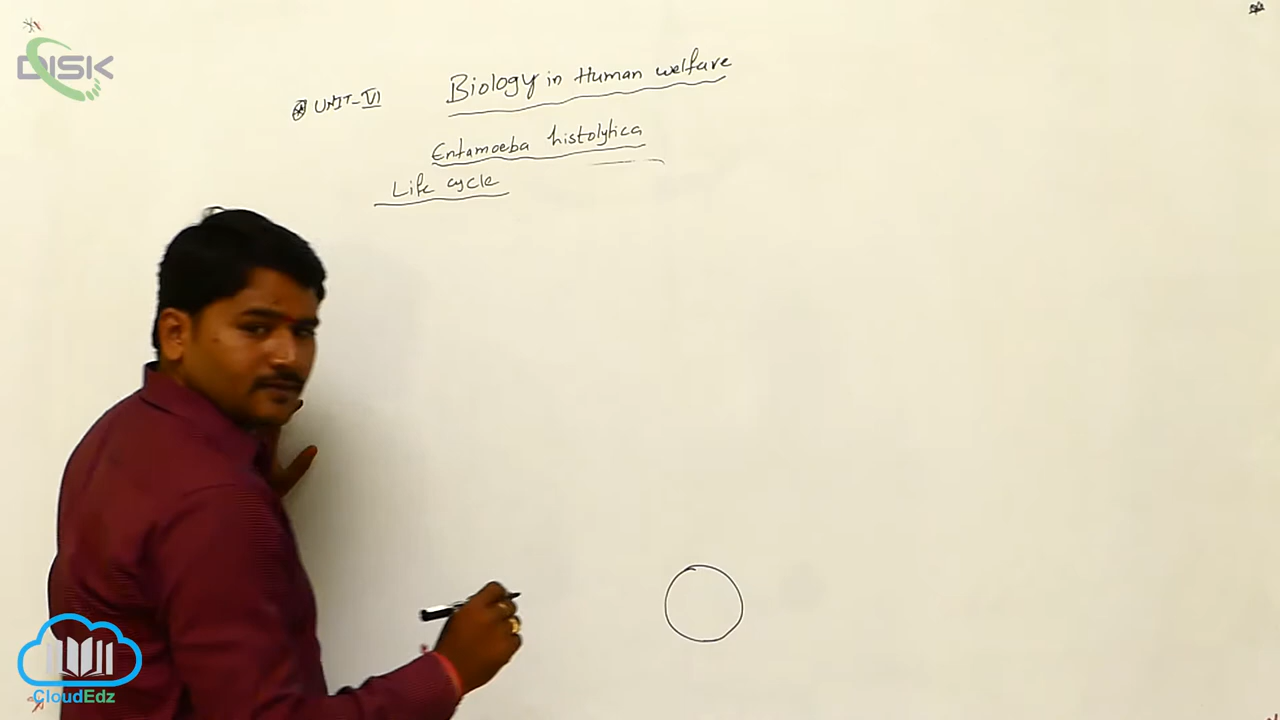 DISK
UNIT-VI
Biology in Human welfare
Entamoeba histolytica
Life cycle
CloudEdz